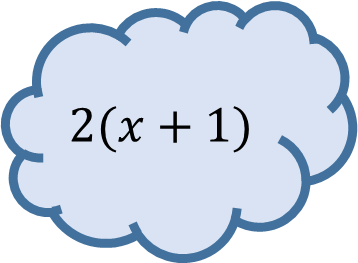 2(x + 1)